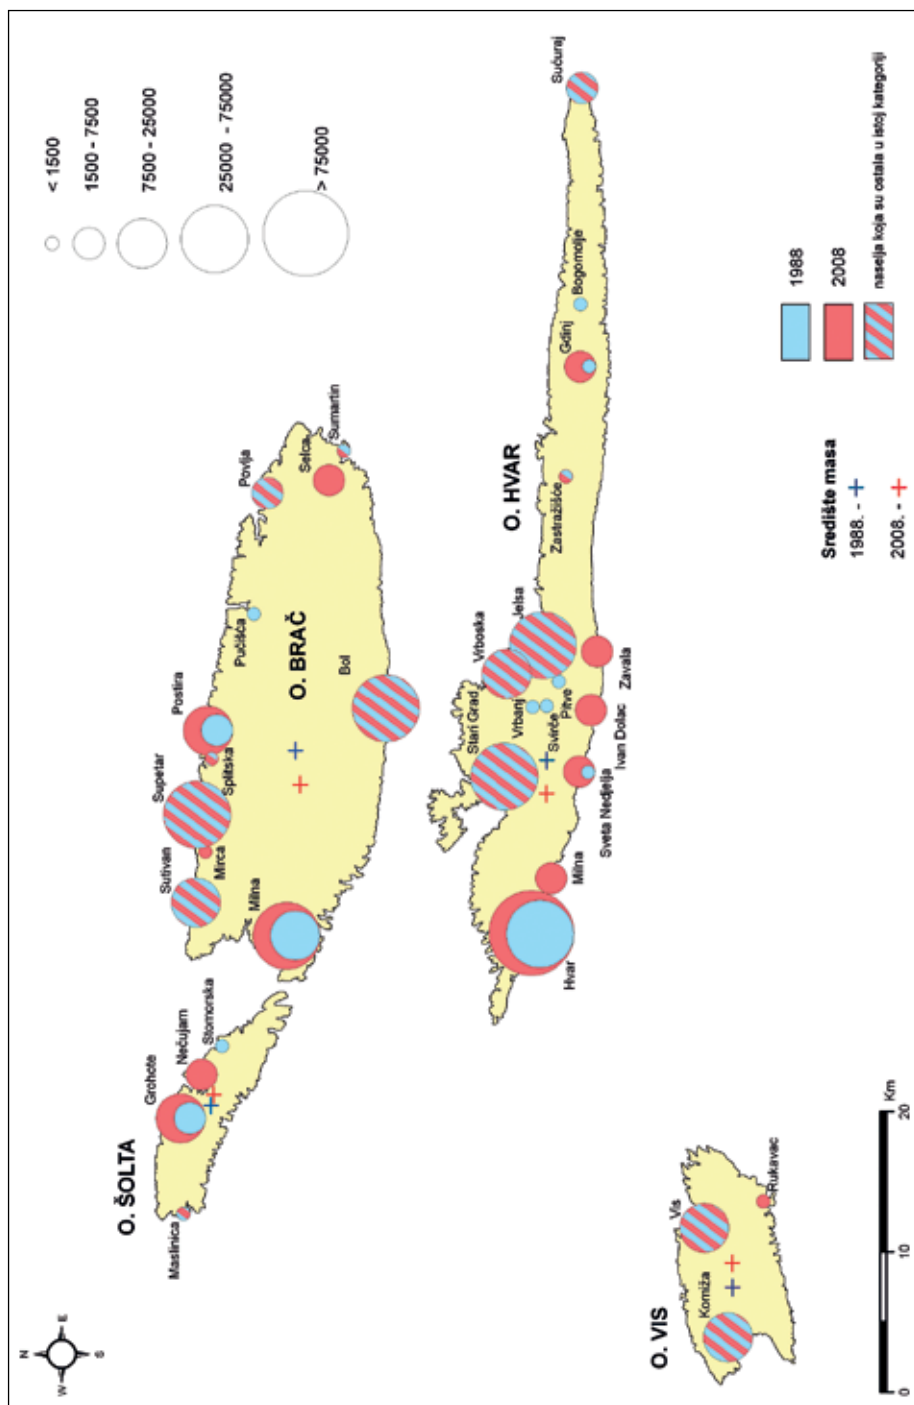 N
W
E
S
< 1500
1500 - 7500
7500 - 25000
25000 - 75000
> 75000
O. ŠOLTA
Maslinica
Grohote
Nečujam
Stomorska
O. BRAČ
Sutivan
Mirca
Supetar
Splitska
Postira
Pučišća
Povlja
Selca
Sumartin
Milna
Bol
O. HVAR
Hvar
Milna
Stari Grad
Vrbanj
Svirče
Pitve
Vrboska
Jelsa
Sveta Nedjelja
Ivan Dolac
Zavala
Zastražišće
Gdinj
Bogomolje
Sućuraj
O. VIS
Komiža
Vis
Rukavac
Središte masa
1988. - +
2008. - +
1988
2008
naselja koja su ostala u istoj kategoriji
0
10
20
Km